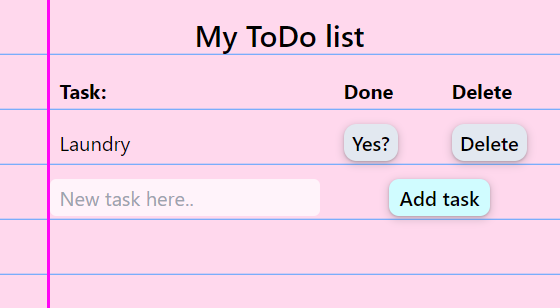 My ToDo list
Task: Done Delete
Laundry Yes? Delete
New task here.. Add task